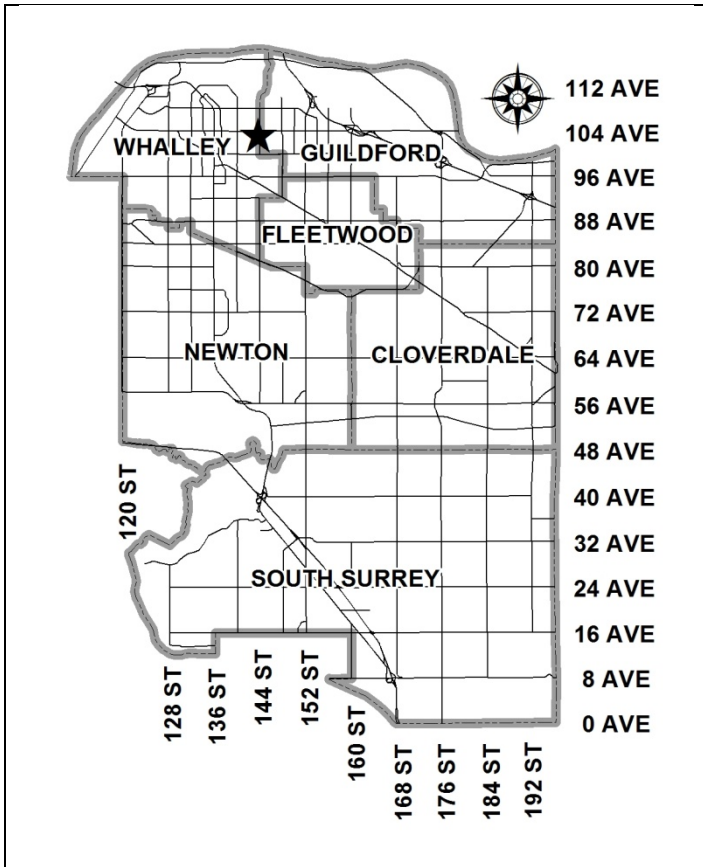 112 AVE
104 AVE
WHALLEY
GUILDFORD
96 AVE
88 AVE
FLEETWOOD
80 AVE
72 AVE
NEWTON
CLOVERDALE
64 AVE
56 AVE
48 AVE
120 ST
40 AVE
32 AVE
SOUTH SURREY
24 AVE
16 AVE
8 AVE
0 AVE
128 ST
136 ST
144 ST
152 ST
160 ST
168 ST
176 ST
184 ST
192 ST